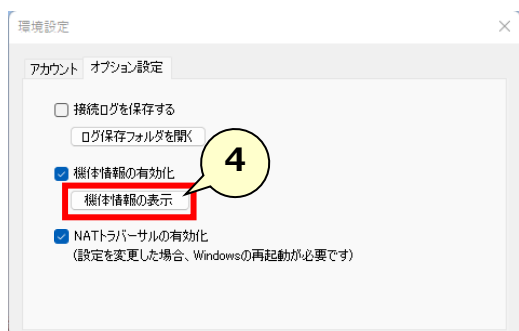 環境設定
アカウント オプション設定
接続ログを保存する
ログ保存フォルダを開く
4
機体情報の有効化
機体情報の表示
NATトラバーサルの有効化
(設定を変更した場合、Windowsの再起動が必要です)